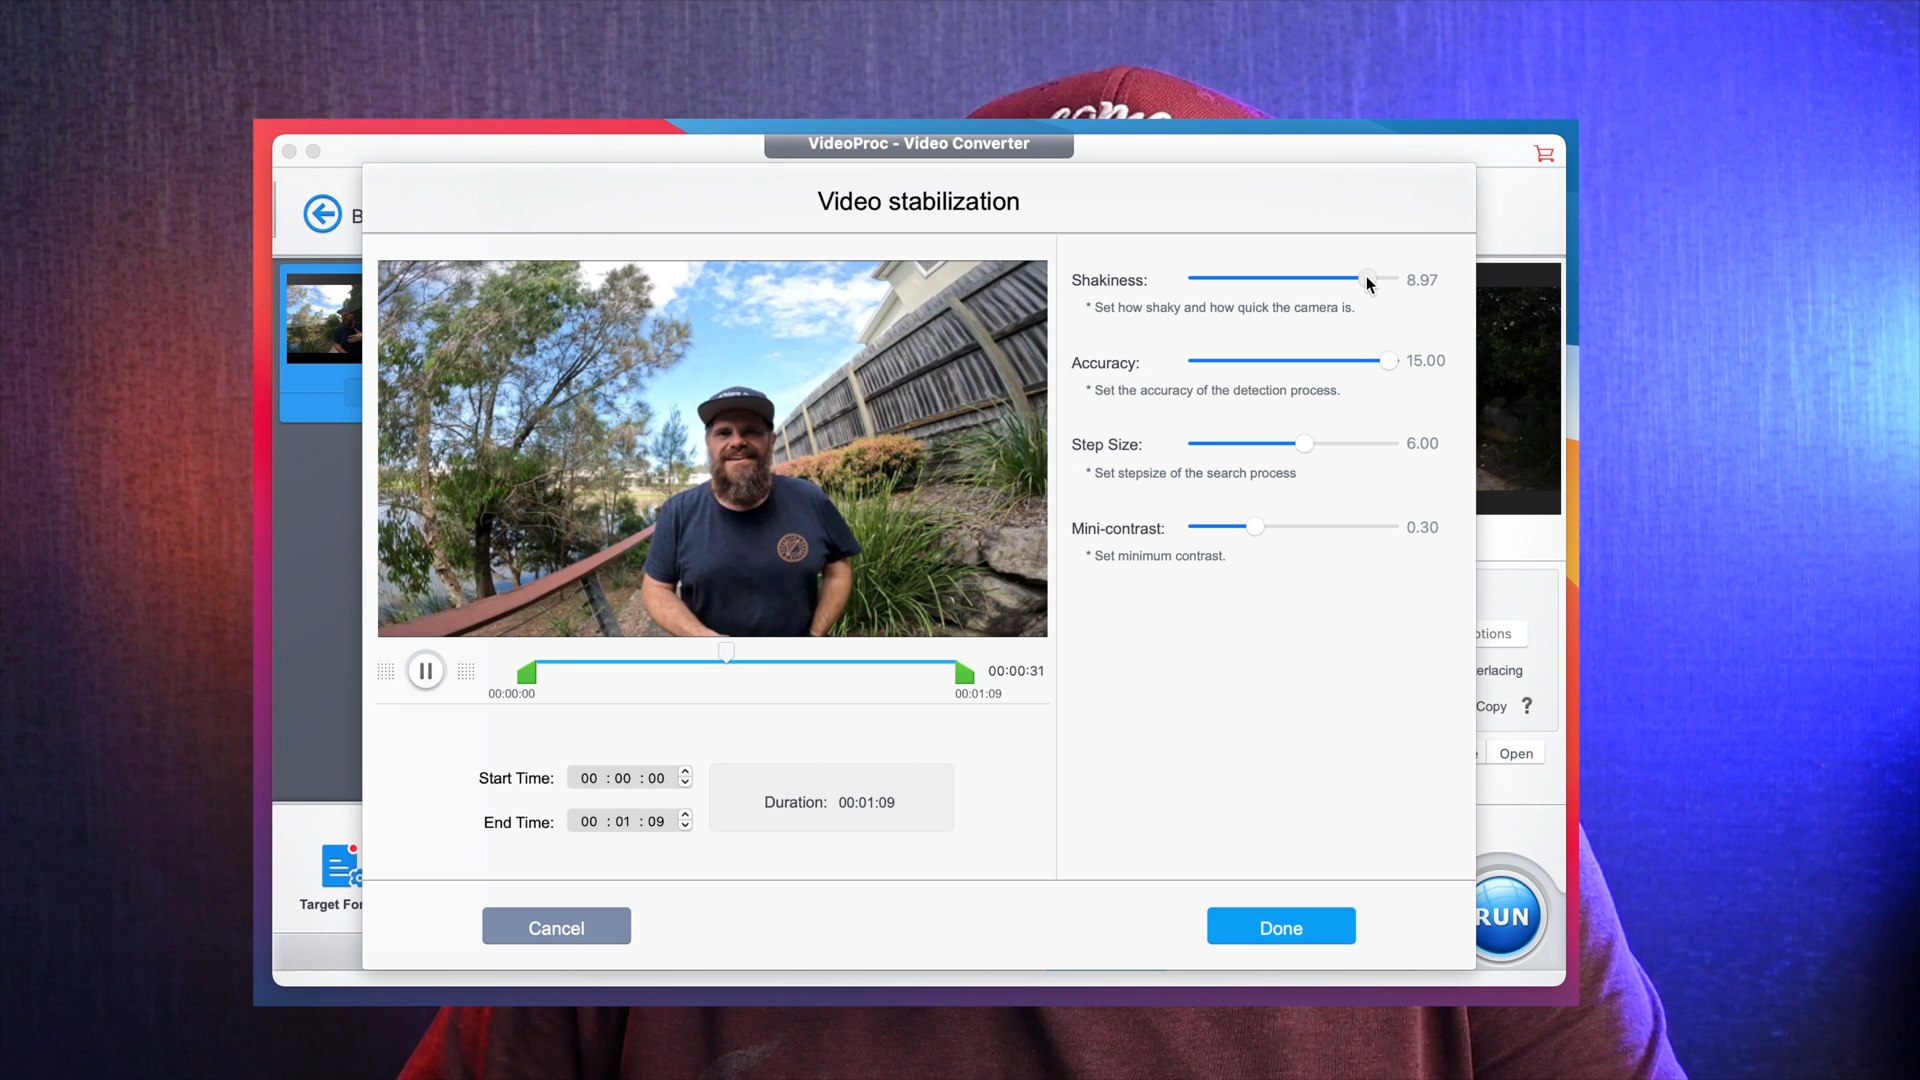 VideoProc - Video Converter
Video stabilization
B
Shakiness:
8.97
* Set how shaky and how quick the camera is.
Accuracy:
15.00
* Set the accuracy of the detection process.
Step Size:
6.00
* Set stepsize of the search process
Mini-contrast:
0.30
* Set minimum contrast.
ptions
erlacing
Copy ?
Open
00:00:31
00:00:00
00:01:09
Start Time:
00 : 00 : 00
End Time:
00 : 01 : 09
Duration: 00:01:09
Target For
RUN
Cancel
Done